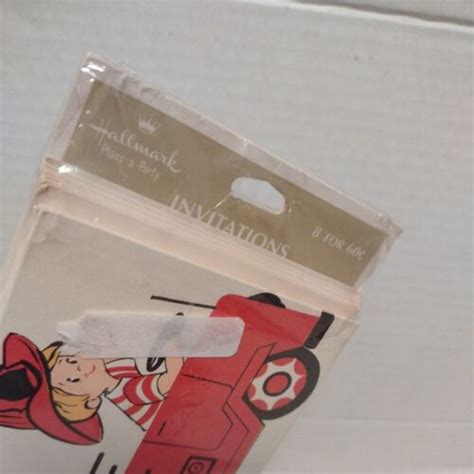 Hallmark
Plans-a-Party
INVITATIONS
8 FOR 60¢